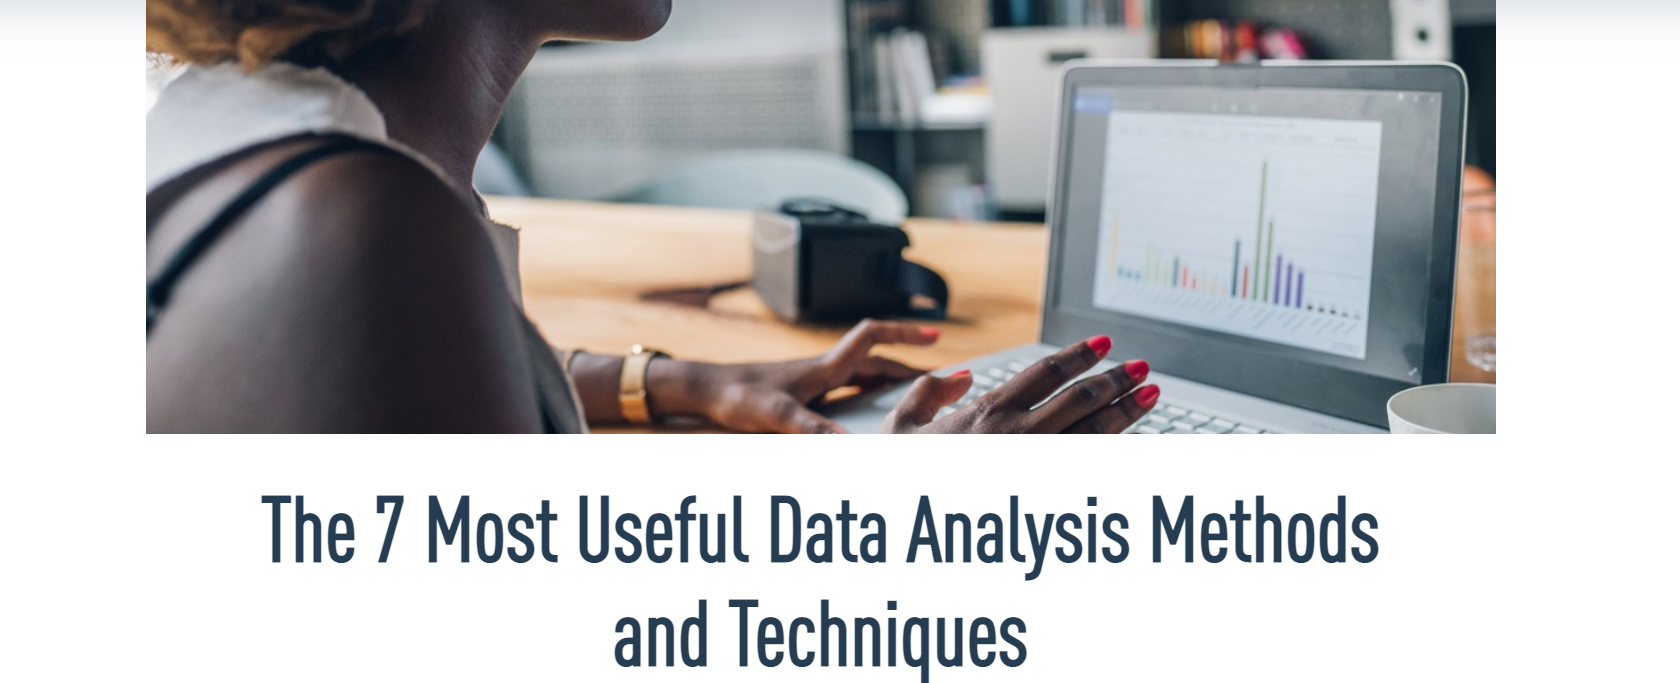 The 7 Most Useful Data Analysis Methods
and Techniques